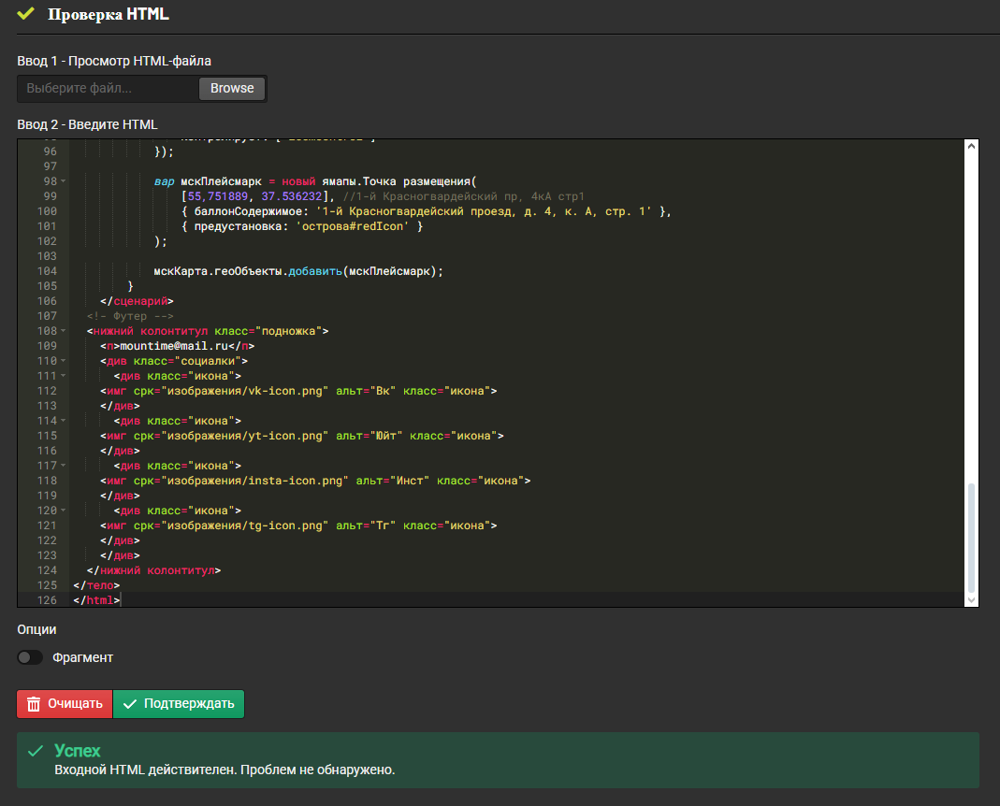 Проверка HTML
Ввод 1 - Просмотр HTML-файла
Выберите файл...
Browse
Ввод 2 - Введите HTML
96 });
97
98 вар мскПлейсмарк = новый ямапы.Точка размещения(
99 [55,751889, 37.536232], //1-й Красногвардейский пр, 4кА стр1
100 { баллонСодержимое: '1-й Красногвардейский проезд, д. 4, к. А, стр. 1' },
101 { предустановка: 'острова#redIcon' }
102 );
103
104 мскКарта.геоОбъекты.добавить(мскПлейсмарк);
105 }
106 </сценарий>
107 <!- Футер -->
108 <нижний колонтитул класс="подножка">
109 <п>mountime@mail.ru</п>
110 <див класс="социалки">
111 <див класс="икона">
112 <имг срк="изображения/vk-icon.png" альт="Вк" класс="икона">
113 </див>
114 <див класс="икона">
115 <имг срк="изображения/yt-icon.png" альт="Юйт" класс="икона">
116 </див>
117 <див класс="икона">
118 <имг срк="изображения/insta-icon.png" альт="Инст" класс="икона">
119 </див>
120 <див класс="икона">
121 <имг срк="изображения/tg-icon.png" альт="Тг" класс="икона">
122 </див>
123 </див>
124 </нижний колонтитул>
125 </тело>
126 </html>
Опции
Фрагмент
Очищать
Подтверждать
Успех
Входной HTML действителен. Проблем не обнаружено.